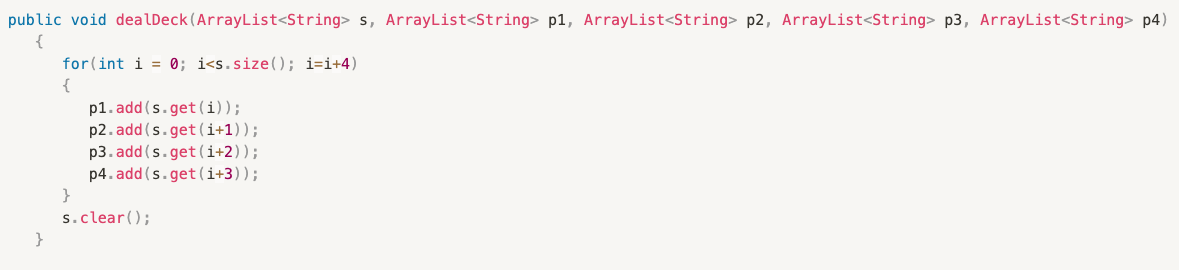 public void dealDeck(ArrayList<String> s, ArrayList<String> p1, ArrayList<String> p2, ArrayList<String> p3, ArrayList<String> p4)
{
for(int i = 0; i<s.size(); i=i+4)
{
p1.add(s.get(i));
p2.add(s.get(i+1));
p3.add(s.get(i+2));
p4.add(s.get(i+3));
}
s.clear();
}